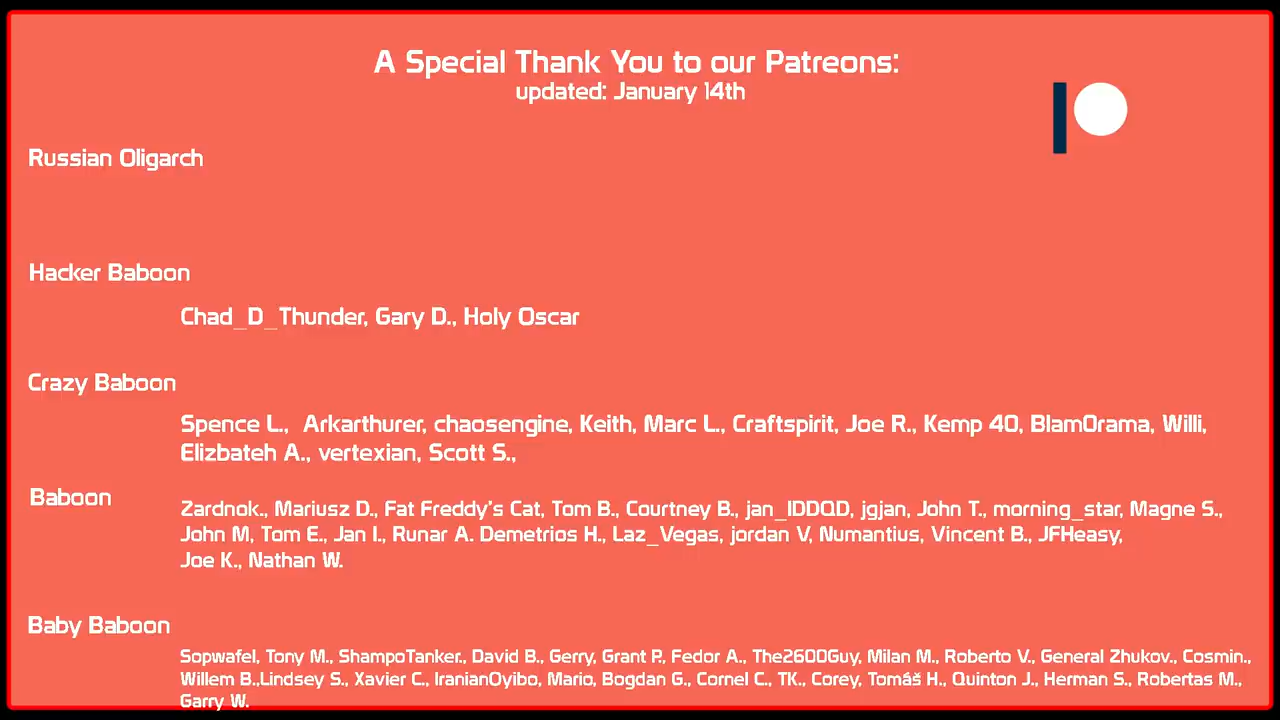 A Special Thank You to our Patreons:
updated: January 14th
Russian Oligarch
Hacker Baboon
Chad_D_Thunder, Gary D., Holy Oscar
Crazy Baboon
Spence L.,  Arkarthurer, chaosengine, Keith, Marc L., Craftspirit, Joe R., Kemp 40, BlamOrama, Willi,
Elizbateh A., vertexian, Scott S.,
Baboon
Zardnok., Mariusz D., Fat Freddy's Cat, Tom B., Courtney B., jan_IDDQD, jgjan, John T., morning_star, Magne S.,
John M, Tom E., Jan I., Runar A. Demetrios H., Laz_Vegas, jordan V, Numantius, Vincent B., JFHeasy,
Joe K., Nathan W.
Baby Baboon
Sopwafel, Tony M., ShampoTanker., David B., Gerry, Grant P., Fedor A., The2600Guy, Milan M., Roberto V., General Zhukov., Cosmin.,
Willem B.,Lindsey S., Xavier C., IranianOyibo, Mario, Bogdan G., Cornel C., TK., Corey, Tomáš H., Quinton J., Herman S., Robertas M.,
Garry W.